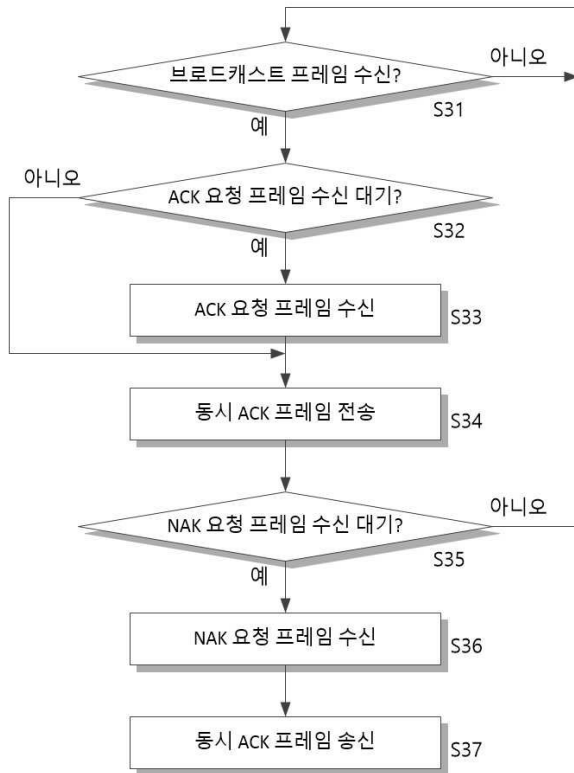 브로드캐스트 프레임 수신?
아니오
S31
예
아니오
ACK 요청 프레임 수신 대기?
S32
예
ACK 요청 프레임 수신
S33
동시 ACK 프레임 전송
S34
아니오
NAK 요청 프레임 수신 대기?
S35
예
NAK 요청 프레임 수신
S36
동시 ACK 프레임 송신
S37